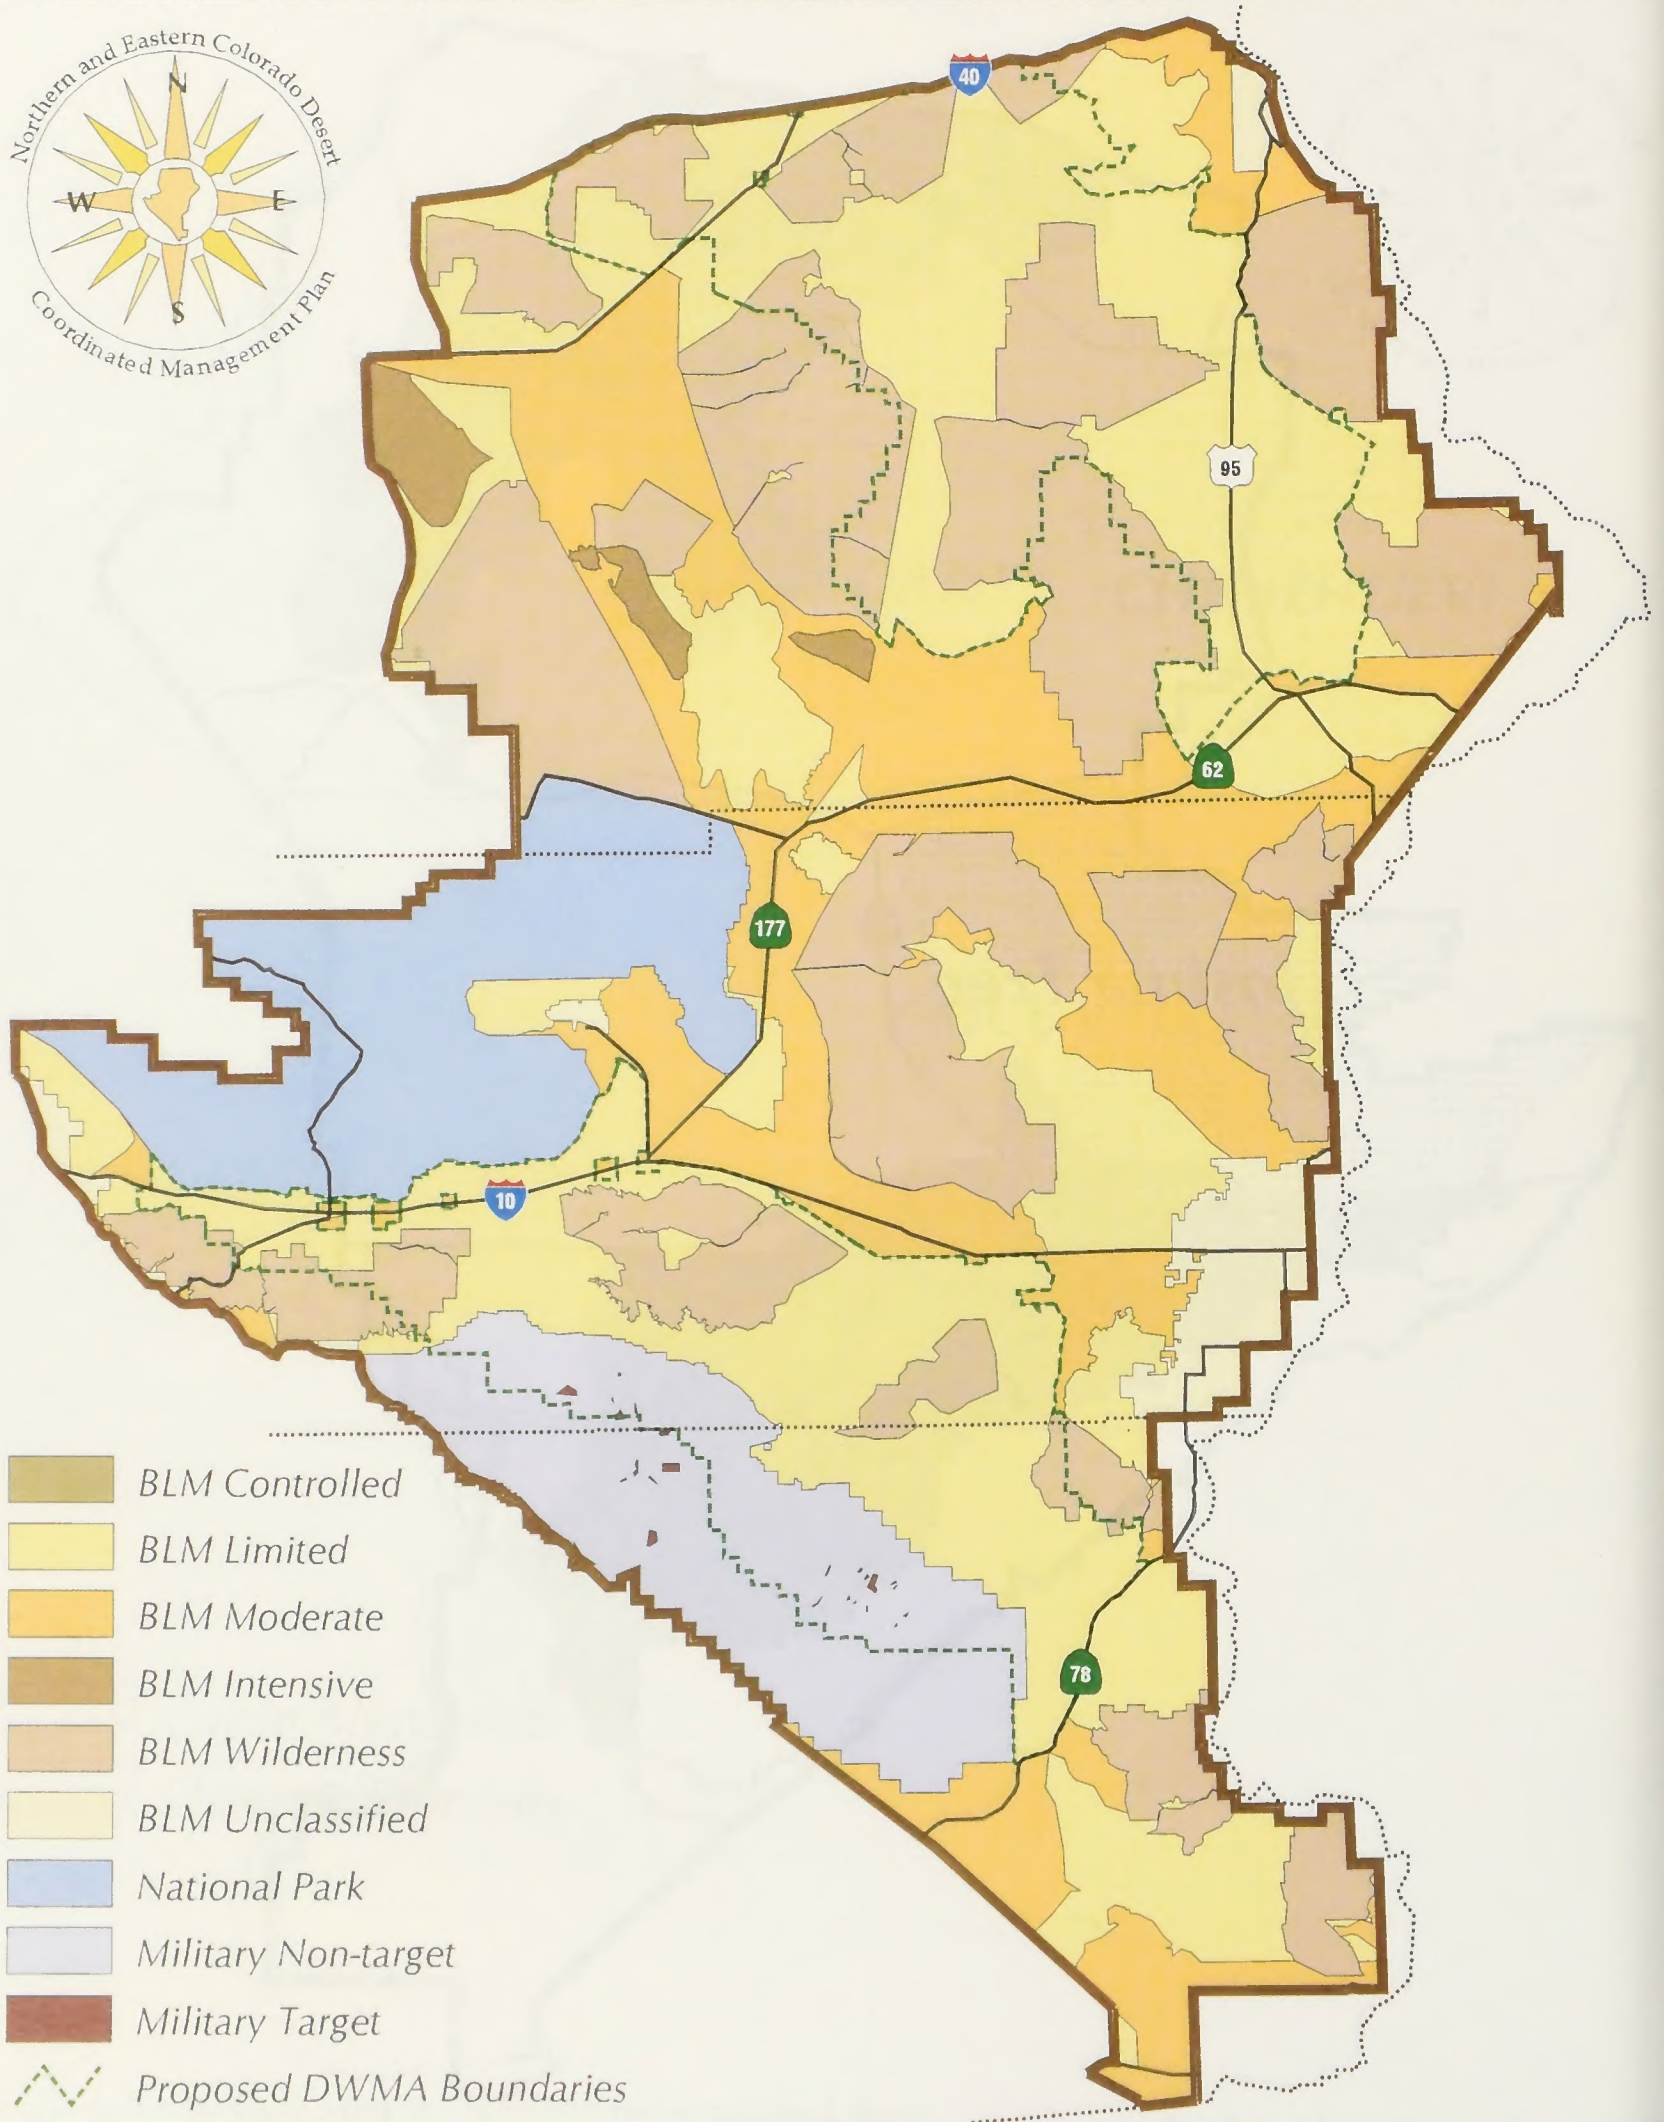 Northern and Eastern Colorado Desert
N
W
E
S
Coordinated Management Plan
40
95
62
177
10
78
BLM Controlled
BLM Limited
BLM Moderate
BLM Intensive
BLM Wilderness
BLM Unclassified
National Park
Military Non-target
Military Target
Proposed DWMA Boundaries